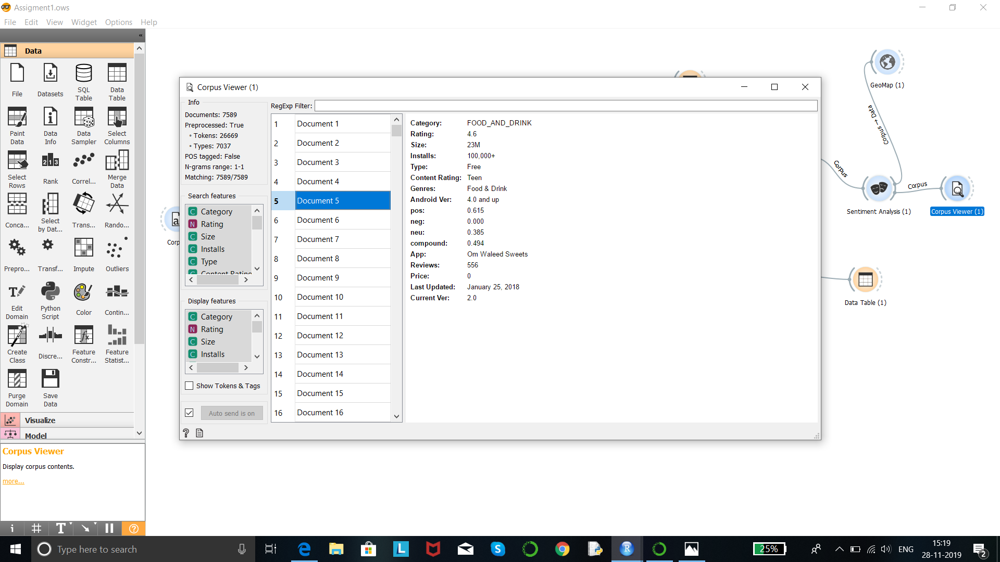 Assigment1.ows
File Edit View Widget Options Help
«
Data
File Datasets SQL Table Data Table
Paint Data Data Info Data Sampler Select Columns
Select Rows Rank Correl... Merge Data
Conca... Select by Dat... Trans... Rando...
Prepro... Transf... Impute Outliers
Edit Domain Python Script Color Contin...
Create Class Discre... Feature Constr... Feature Statist...
Purge Domain Save Data
Visualize
Model
Corpus Viewer
Display corpus contents.
more...
Corp
Corpus Viewer (1)
Info
Documents: 7589
Preprocessed: True
◦ Tokens: 26669
◦ Types: 7037
POS tagged: False
N-grams range: 1-1
Matching: 7589/7589
Search features
C Category
N Rating
C Size
C Installs
C Type
C Content Rating
Display features
C Category
N Rating
C Size
C Installs
Show Tokens & Tags
Auto send is on
RegExp Filter:
1 Document 1
2 Document 2
3 Document 3
4 Document 4
5 Document 5
6 Document 6
7 Document 7
8 Document 8
9 Document 9
10 Document 10
11 Document 11
12 Document 12
13 Document 13
14 Document 14
15 Document 15
16 Document 16
Category: FOOD_AND_DRINK
Rating: 4.6
Size: 23M
Installs: 100,000+
Type: Free
Content Rating: Teen
Genres: Food & Drink
Android Ver: 4.0 and up
pos: 0.615
neg: 0.000
neu: 0.385
compound: 0.494
App: Om Waleed Sweets
Reviews: 556
Price: 0
Last Updated: January 25, 2018
Current Ver: 2.0
GeoMap (1)
Corpus → Data
Corpus
Sentiment Analysis (1)
Corpus
Corpus Viewer (1)
Data Table (1)
Type here to search
25%
ENG
15:19
28-11-2019
2